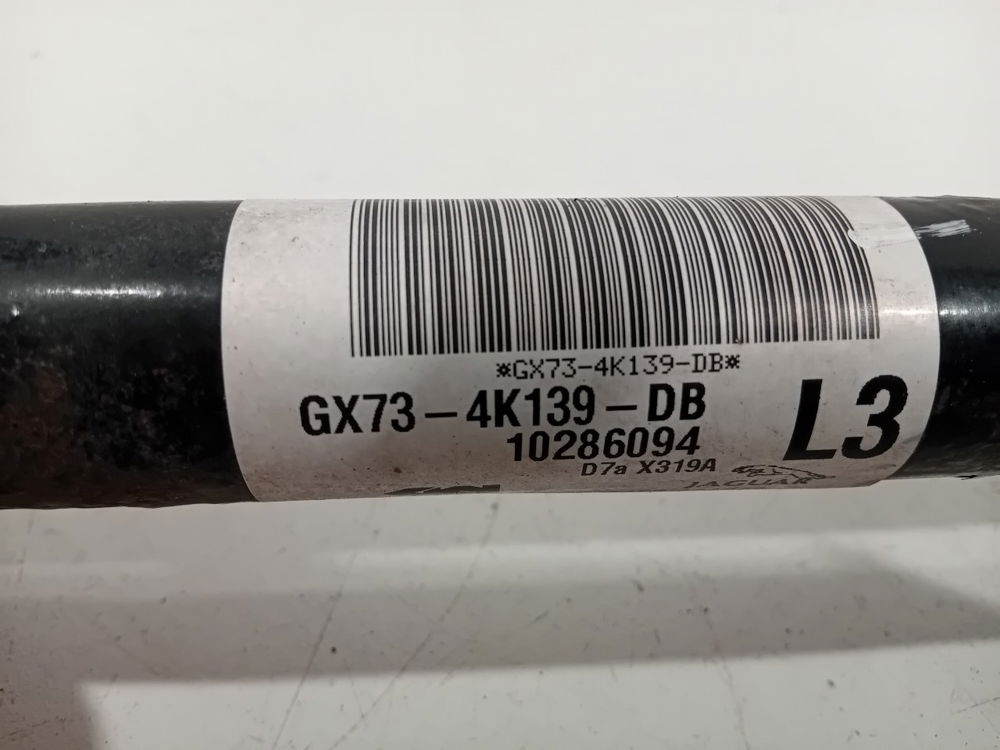 *GX73-4K139-DB*
GX73-4K139-DB
L3
10286094
D7a X319A
JAGUAR